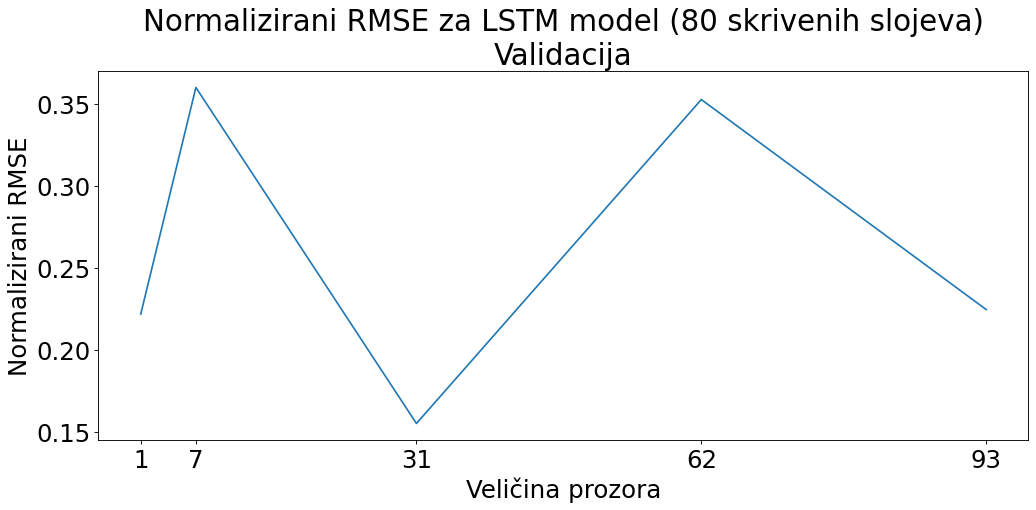 Normalizirani RMSE za LSTM model (80 skrivenih slojeva)
Validacija
Normalizirani RMSE
0.35
0.30
0.25
0.20
0.15
1 7 31 62 93
Veličina prozora